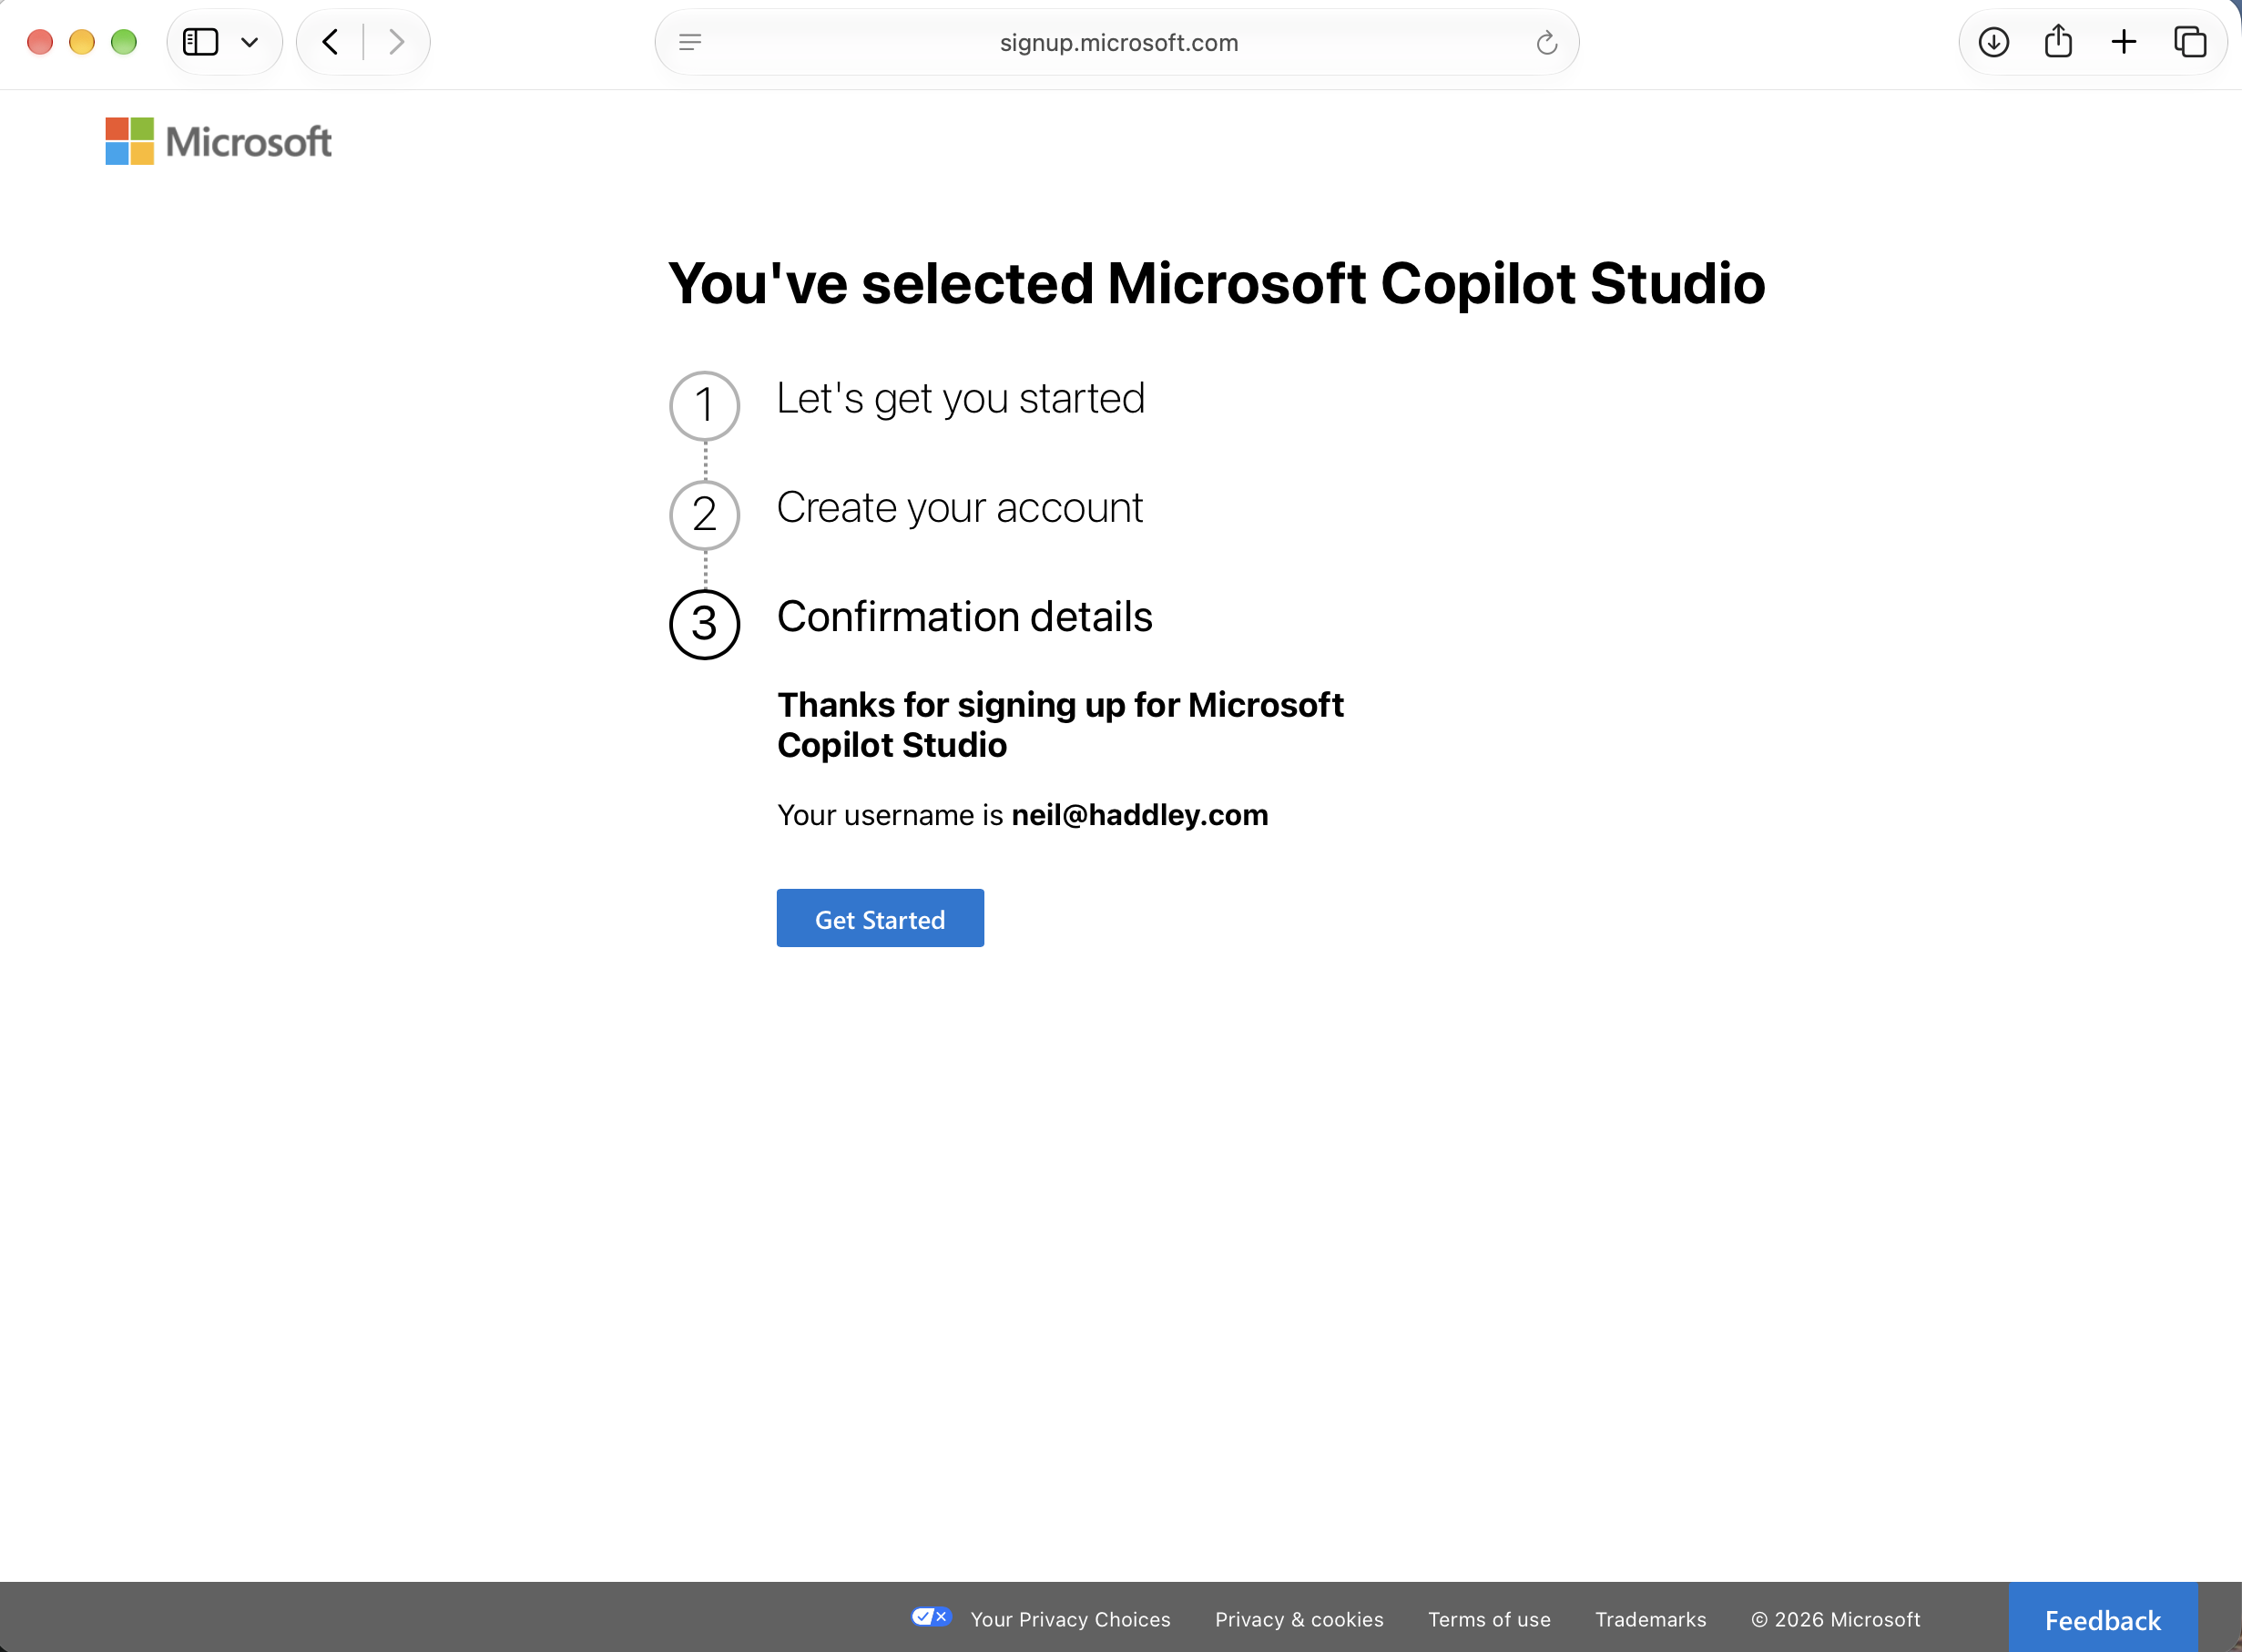 signup.microsoft.com
Microsoft
You've selected Microsoft Copilot Studio
1 Let's get you started
2 Create your account
3 Confirmation details
Thanks for signing up for Microsoft
Copilot Studio
Your username is neil@haddley.com
Get Started
Your Privacy Choices Privacy & cookies Terms of use Trademarks © 2026 Microsoft Feedback